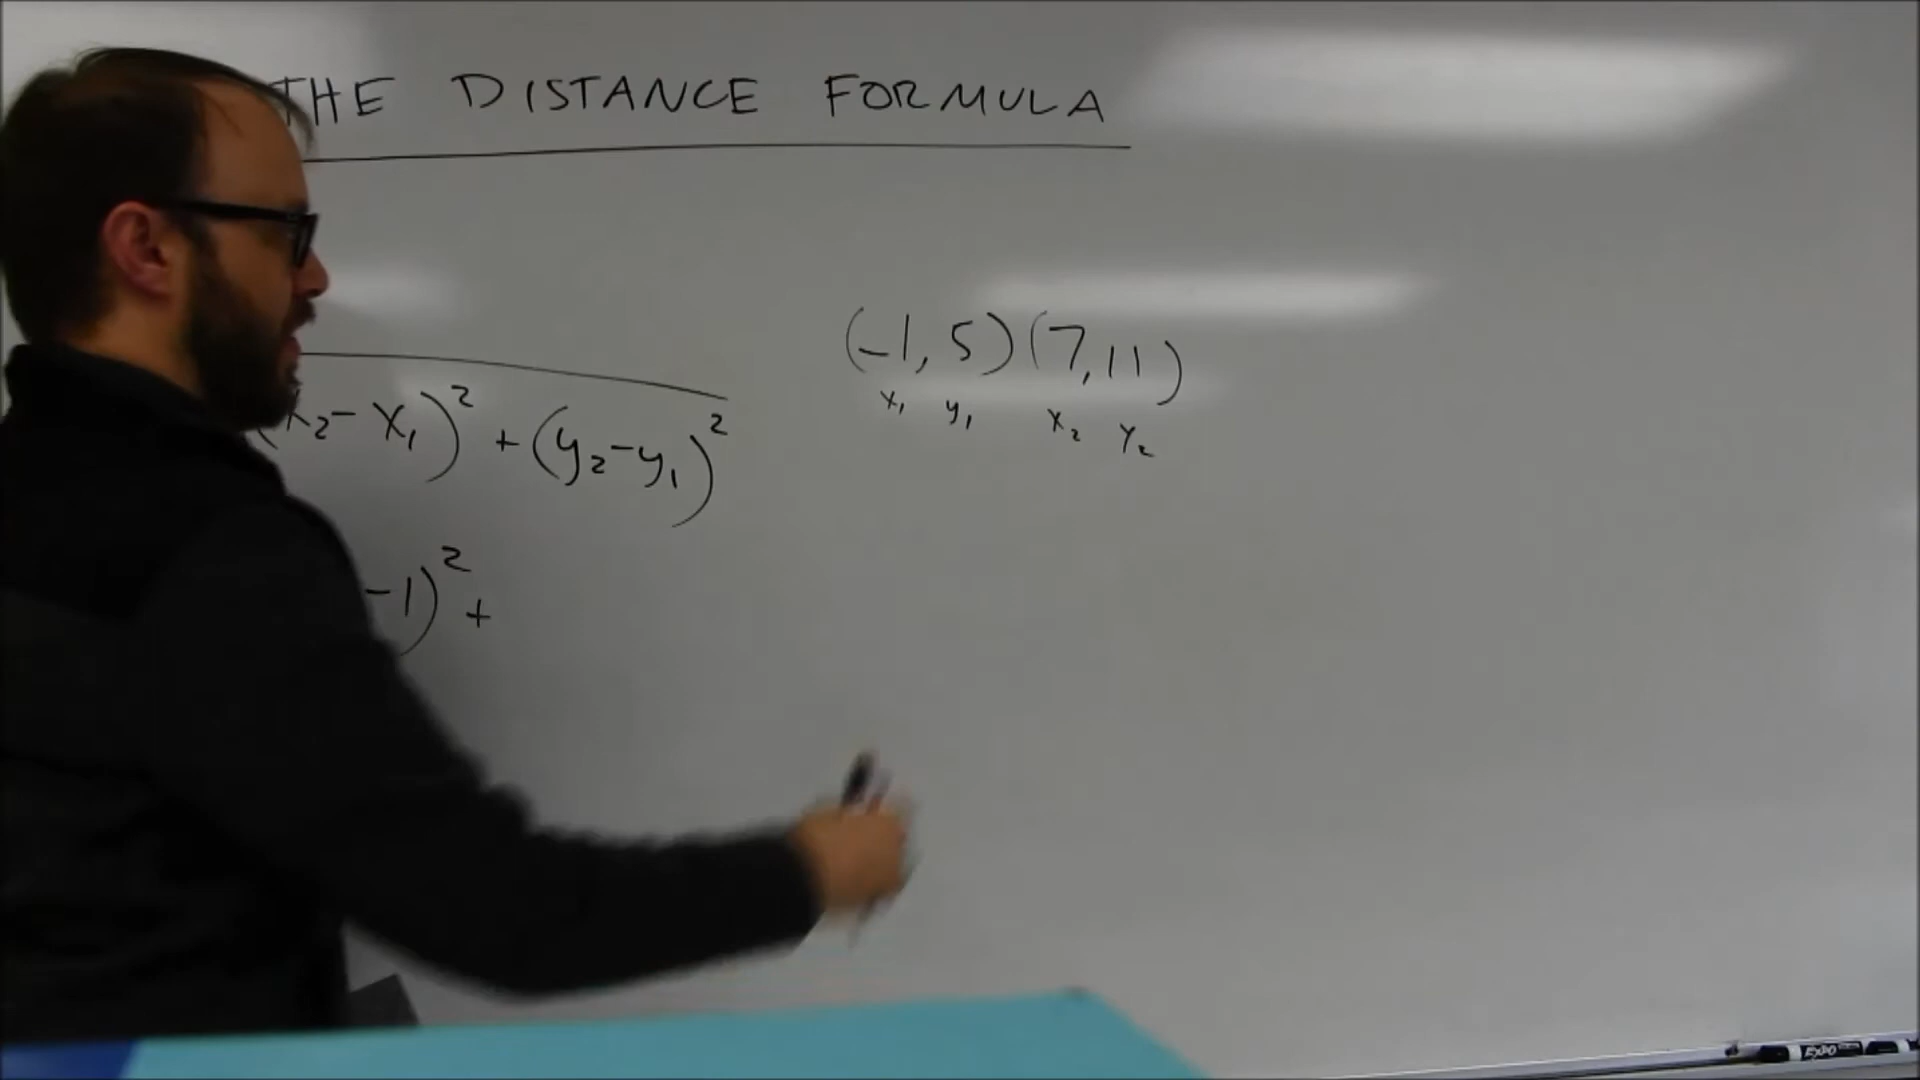 THE DISTANCE FORMULA
(-1, 5) (7, 11)
x₁ y₁ x₂ y₂
(x₂ - x₁)² + (y₂ - y₁)²
-1)² +
EXPO